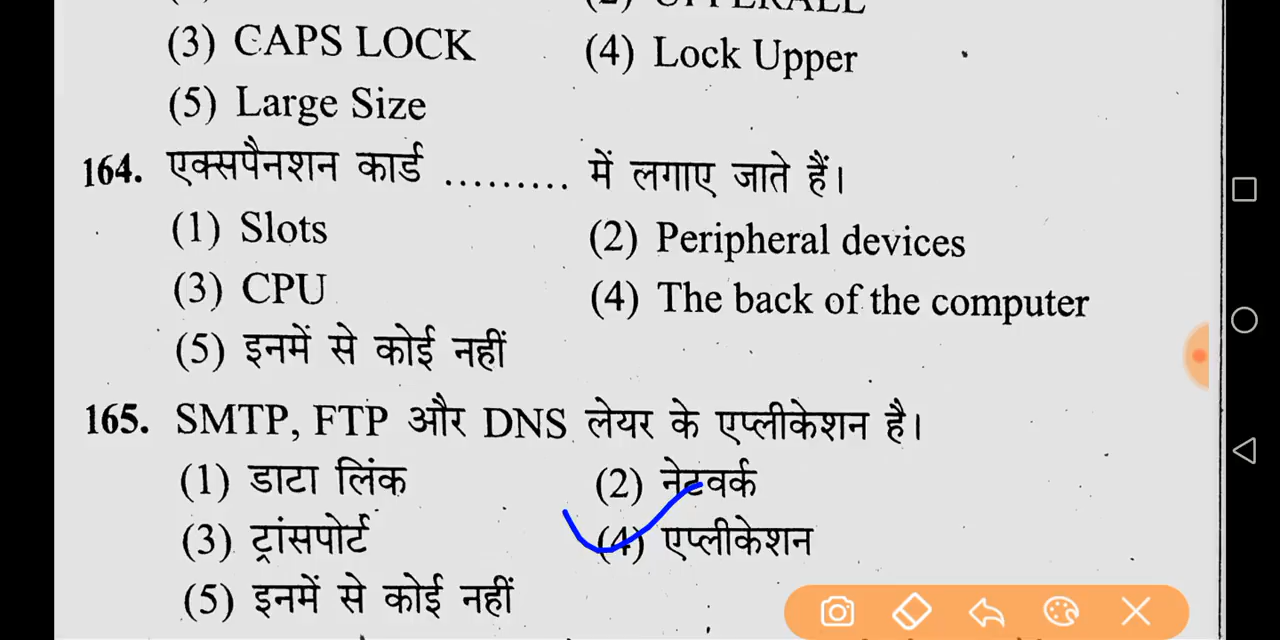 (2) UPPERALL
(3) CAPS LOCK (4) Lock Upper
(5) Large Size
164. एक्सपैनशन कार्ड ......... में लगाए जाते हैं।
(1) Slots (2) Peripheral devices
(3) CPU (4) The back of the computer
(5) इनमें से कोई नहीं
165. SMTP, FTP और DNS लेयर के एप्लीकेशन है।
(1) डाटा लिंक (2) नेटवर्क
(3) ट्रांसपोर्ट (4) एप्लीकेशन
(5) इनमें से कोई नहीं